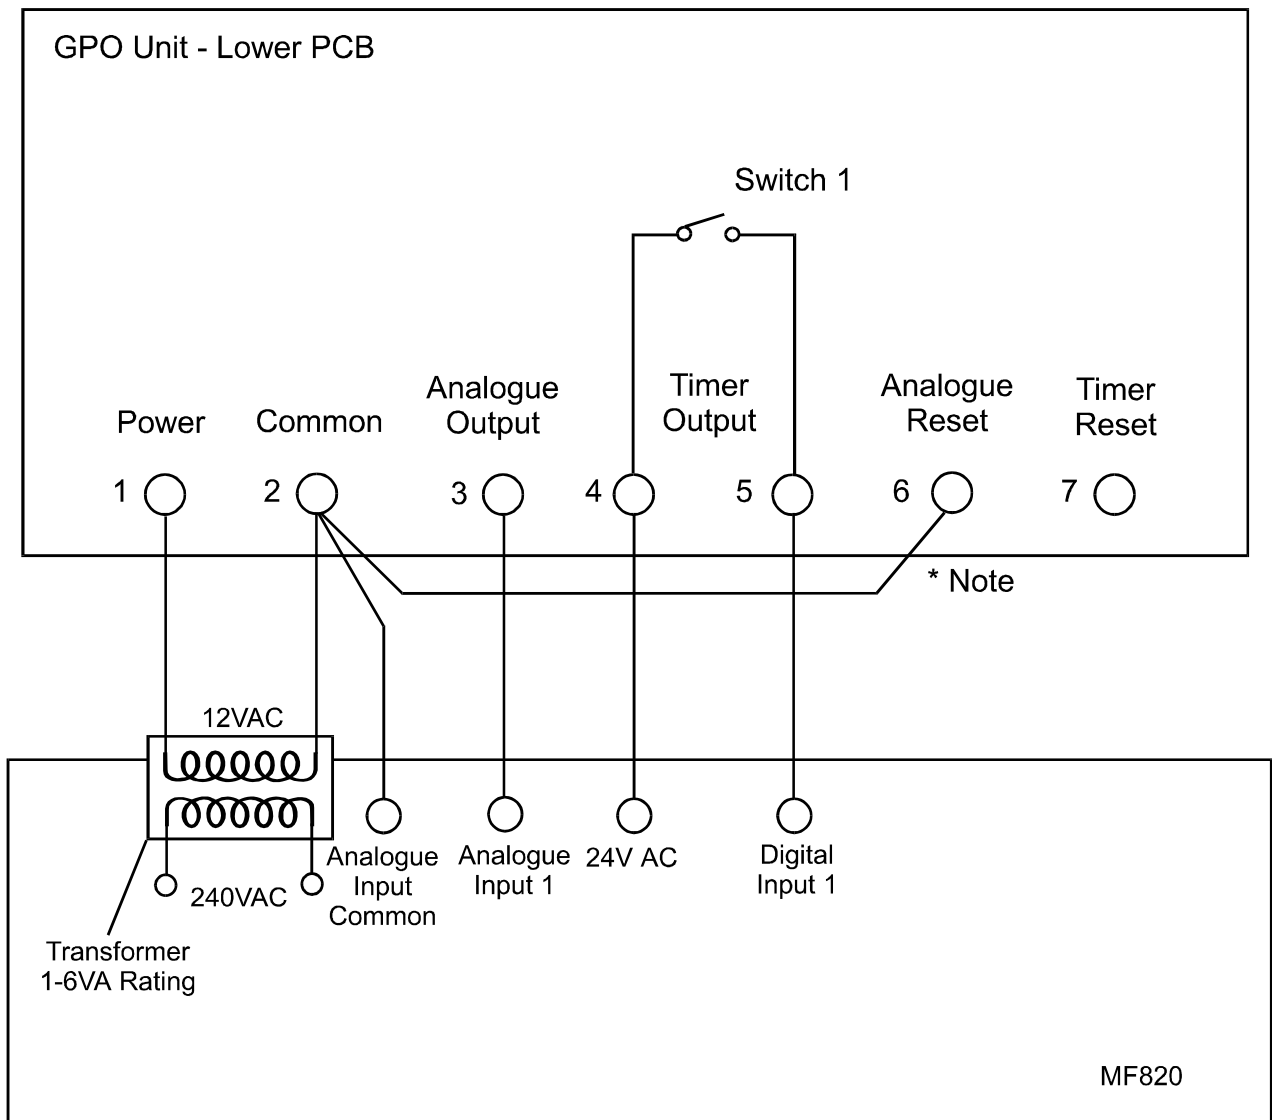 GPO Unit - Lower PCB
Switch 1
Power
Common
Analogue
Output
Timer
Output
Analogue
Reset
Timer
Reset
1
2
3
4
5
6
7
* Note
12VAC
240VAC
Analogue
Input
Common
Analogue
Input 1
24V AC
Digital
Input 1
Transformer
1-6VA Rating
MF820